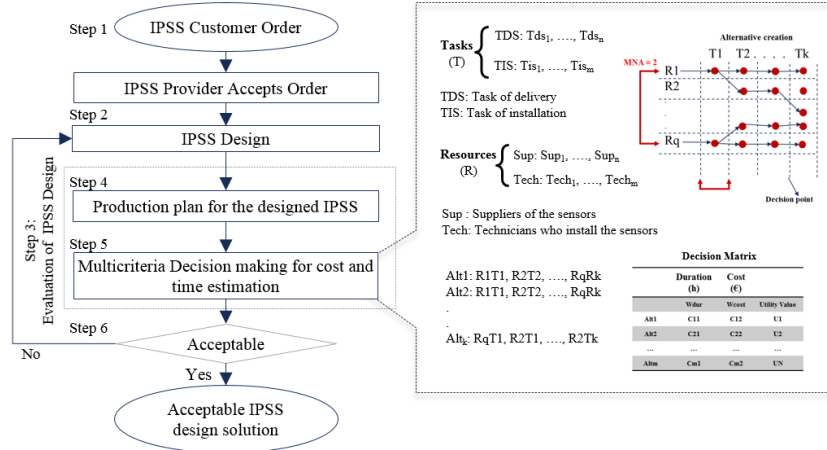 Step 1
IPSS Customer Order
IPSS Provider Accepts Order
Step 2
IPSS Design
Step 3:
Evaluation of IPSS Design
Step 4
Production plan for the designed IPSS
Step 5
Multicriteria Decision making for cost and
time estimation
Step 6
Acceptable
No
Yes
Acceptable IPSS
design solution
Tasks
(T)
TDS: Tds1, …., Tdsn
TIS: Tis1, …., Tism
TDS: Task of delivery
TIS: Task of installation
Resources
(R)
Sup: Sup1, …., Supn
Tech: Tech1, …., Techm
Sup : Suppliers of the sensors
Tech: Technicians who install the sensors
Alt1: R1T1, R2T2, …., RqRk
Alt2: R1T1, R2T2, …., RqRk
.
.
Altk: RqT1, R2T1, …., R2Tk
Alternative creation
T1 T2 . . . . Tk
MNA = 2
R1
R2
.
.
Rq
Decision point
Decision Matrix
Duration (h) Cost (€)
Wdur Wcost Utility Value
Alt1 C11 C12 U1
Alt2 C21 C22 U2
... ... ... ...
Altm Cm1 Cm2 UN